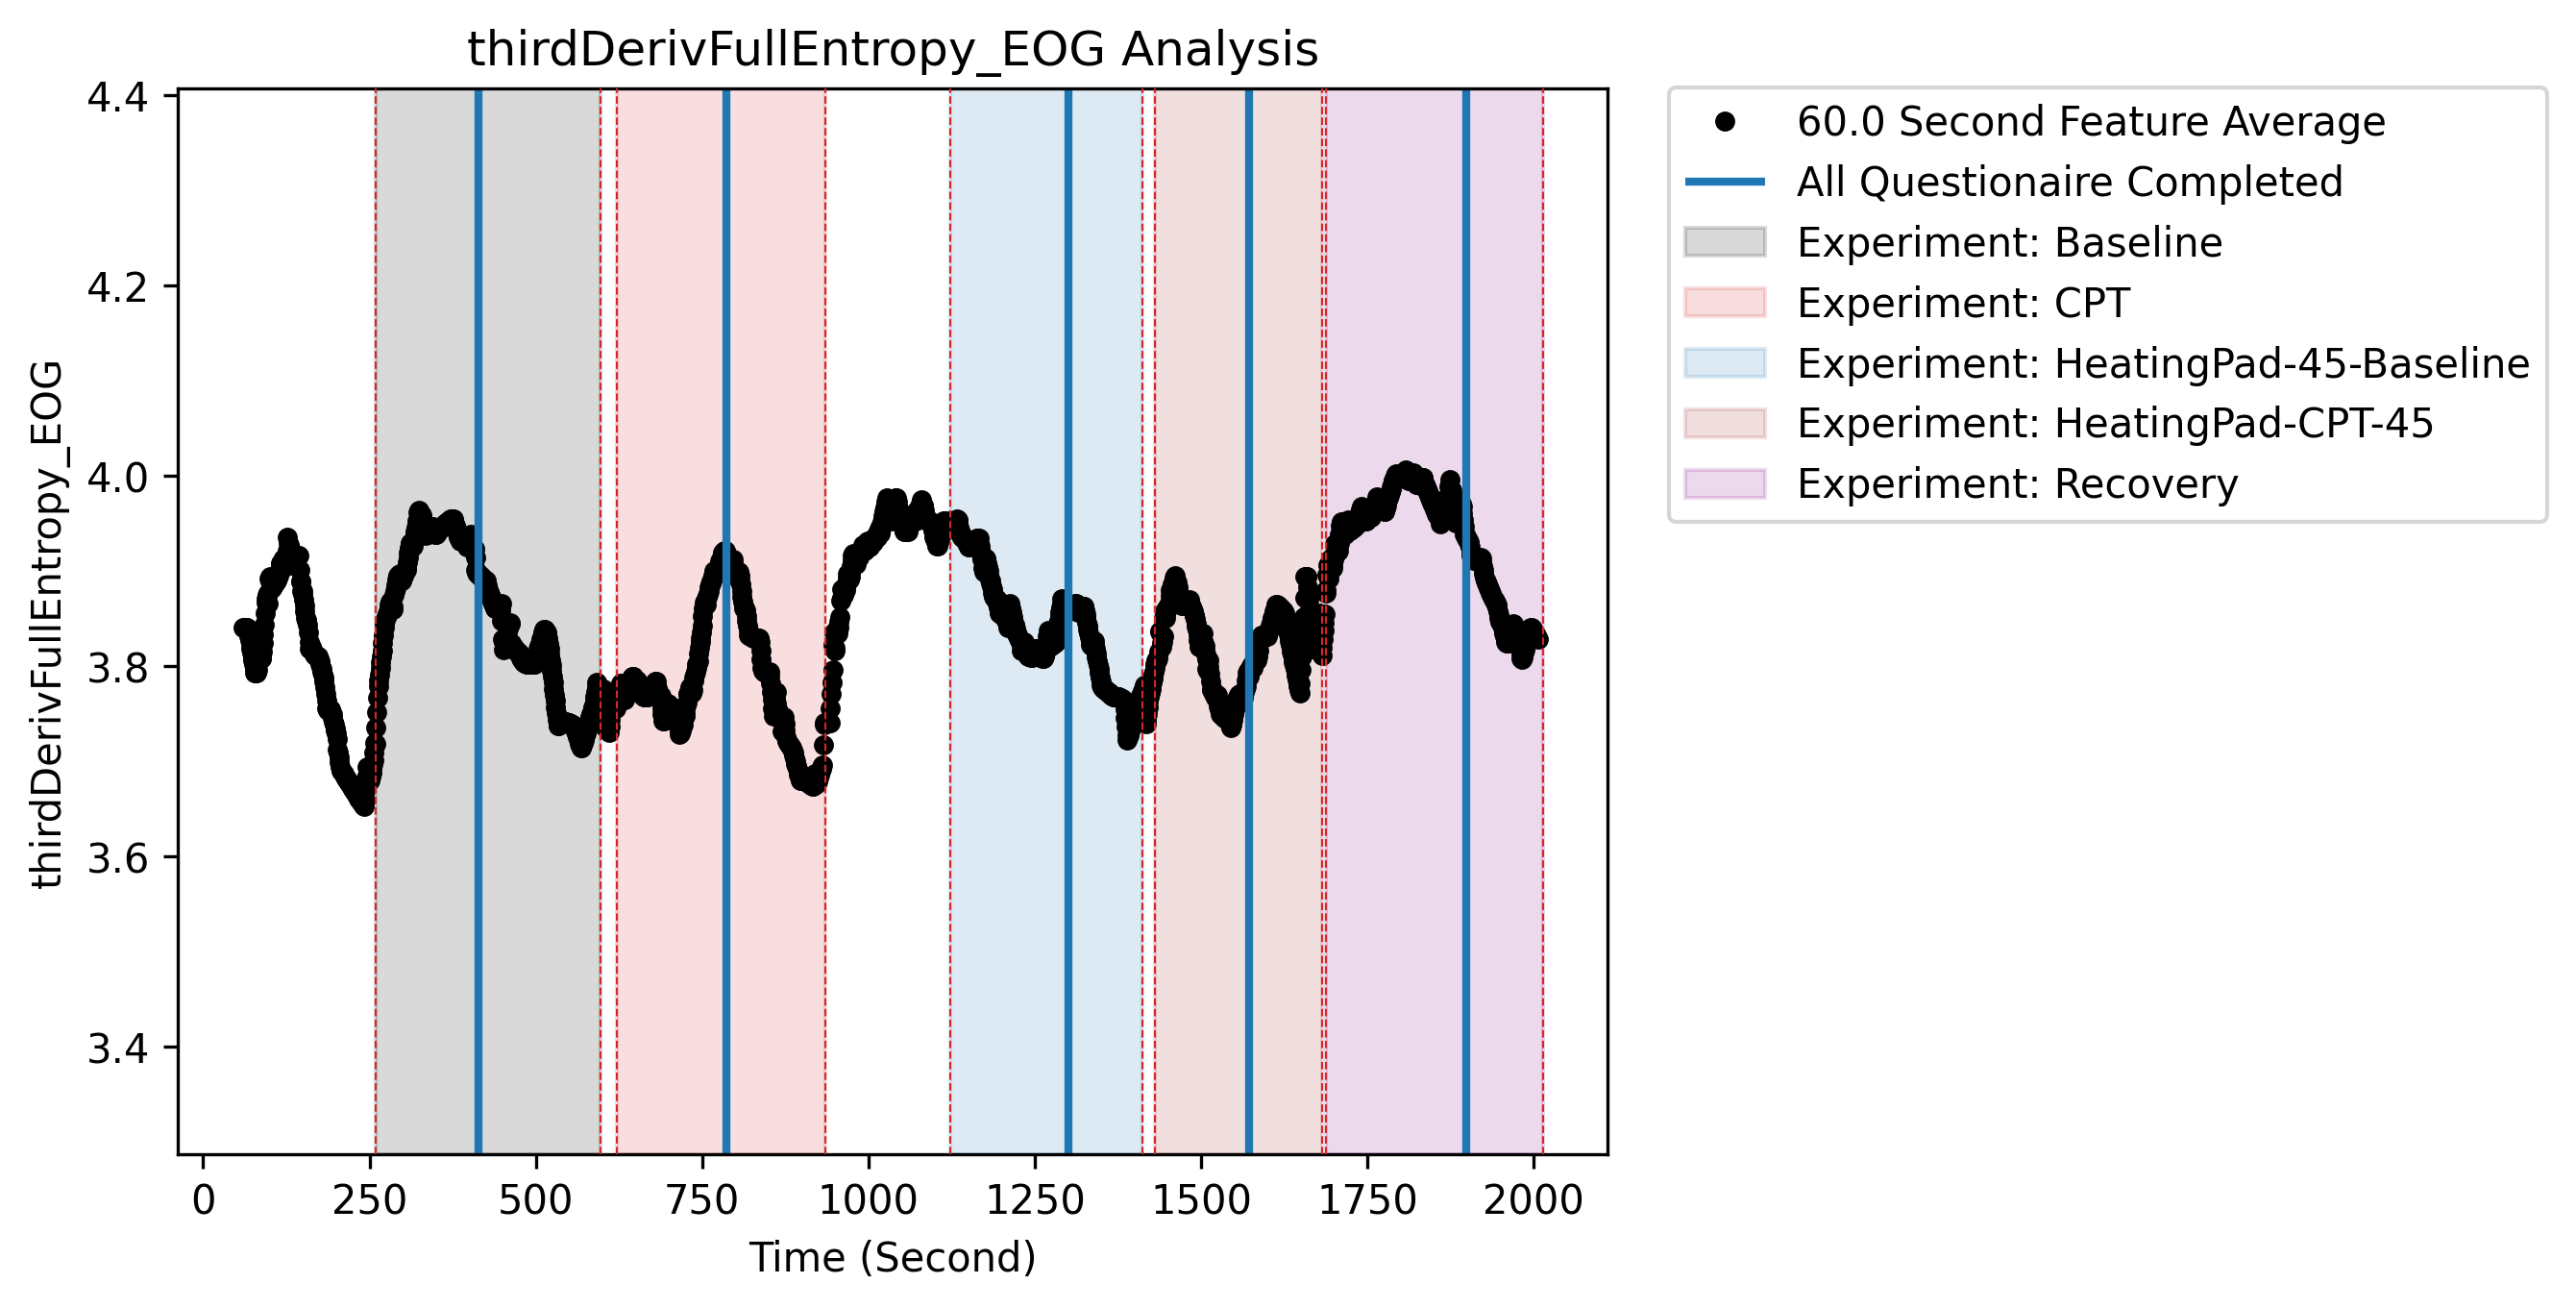 thirdDerivFullEntropy_EOG Analysis
4.4
4.2
4.0
3.8
3.6
3.4
thirdDerivFullEntropy_EOG
0 250 500 750 1000 1250 1500 1750 2000
Time (Second)
60.0 Second Feature Average
All Questionaire Completed
Experiment: Baseline
Experiment: CPT
Experiment: HeatingPad-45-Baseline
Experiment: HeatingPad-CPT-45
Experiment: Recovery